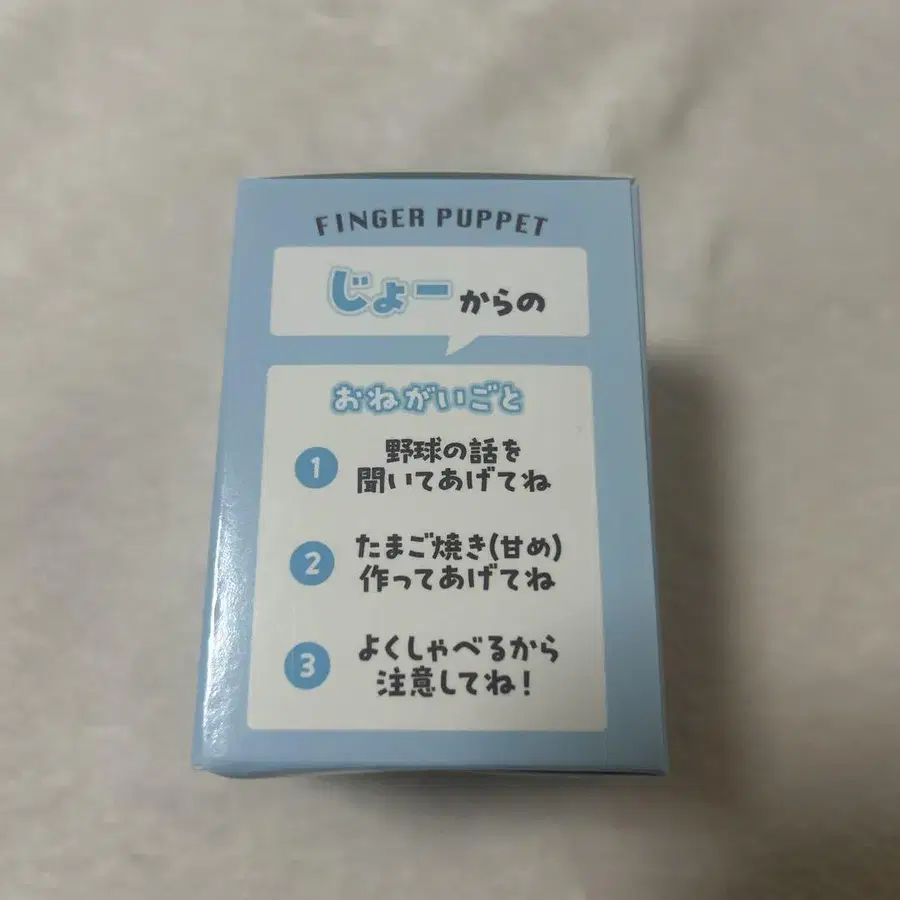 FINGER PUPPET
じょーからの
おねがいごと
1 野球の話を
聞いてあげてね
2 たまご焼き(甘め)
作ってあげてね
3 よくしゃべるから
注意してね!